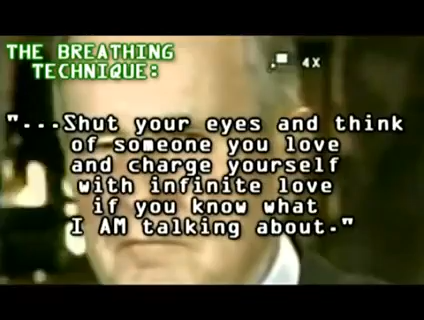 THE BREATHING
TECHNIQUE:
4X
"...Shut your eyes and think
of someone you love
and charge yourself
with infinite love
if you know what
I AM talking about."